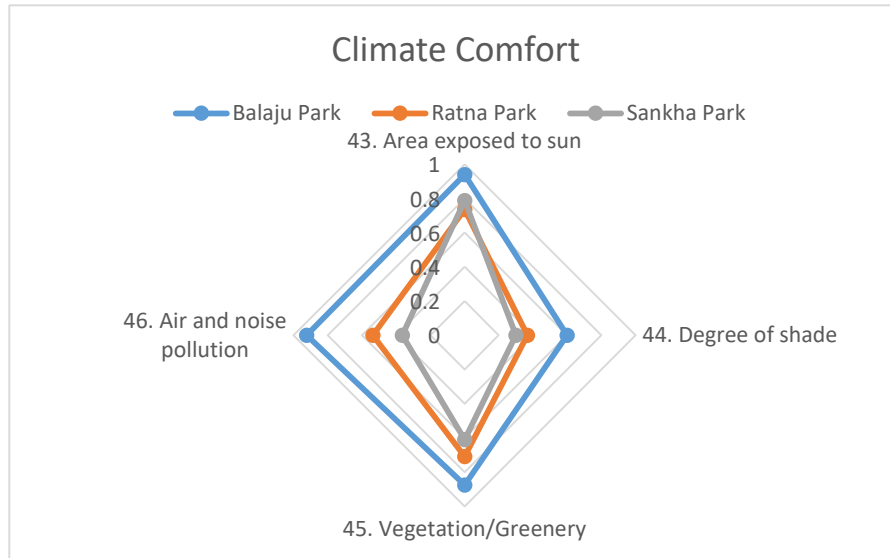 Climate Comfort
Balaju Park Ratna Park Sankha Park
43. Area exposed to sun
1
0.8
0.6
0.4
0.2
0
46. Air and noise
pollution
44. Degree of shade
45. Vegetation/Greenery